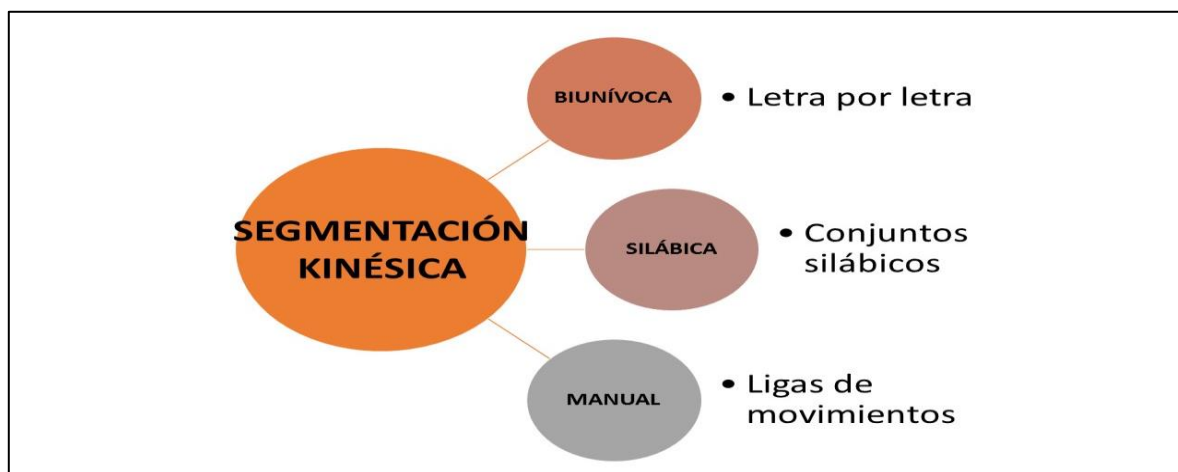 SEGMENTACIÓN
KINÉSICA
BIUNÍVOCA
• Letra por letra
SILÁBICA
• Conjuntos
silábicos
MANUAL
• Ligas de
movimientos